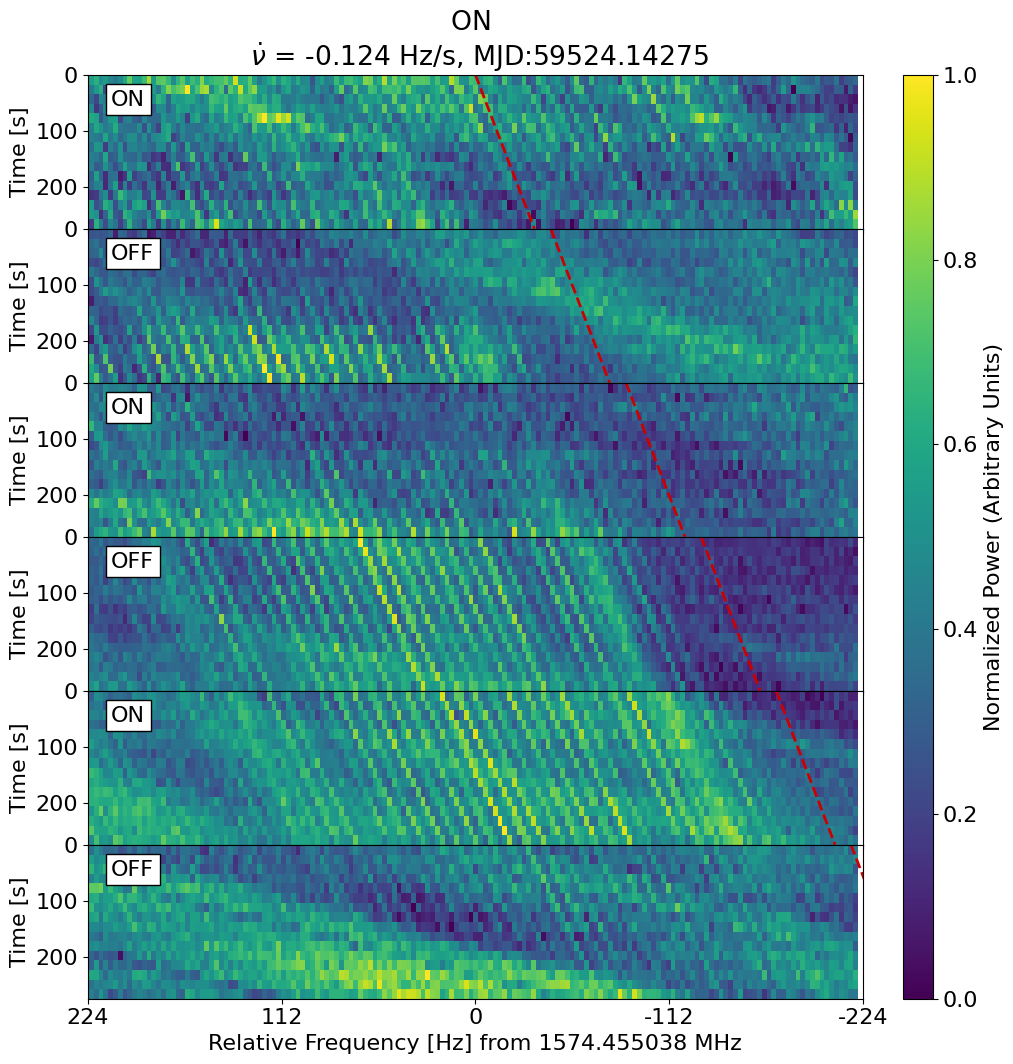 ON
ν̇ = -0.124 Hz/s, MJD:59524.14275
0
100
200
Time [s]
ON
0
100
200
Time [s]
OFF
0
100
200
Time [s]
ON
0
100
200
Time [s]
OFF
0
100
200
Time [s]
ON
0
100
200
Time [s]
OFF
224 112 0 -112 -224
Relative Frequency [Hz] from 1574.455038 MHz
1.0
0.8
0.6
0.4
0.2
0.0
Normalized Power (Arbitrary Units)